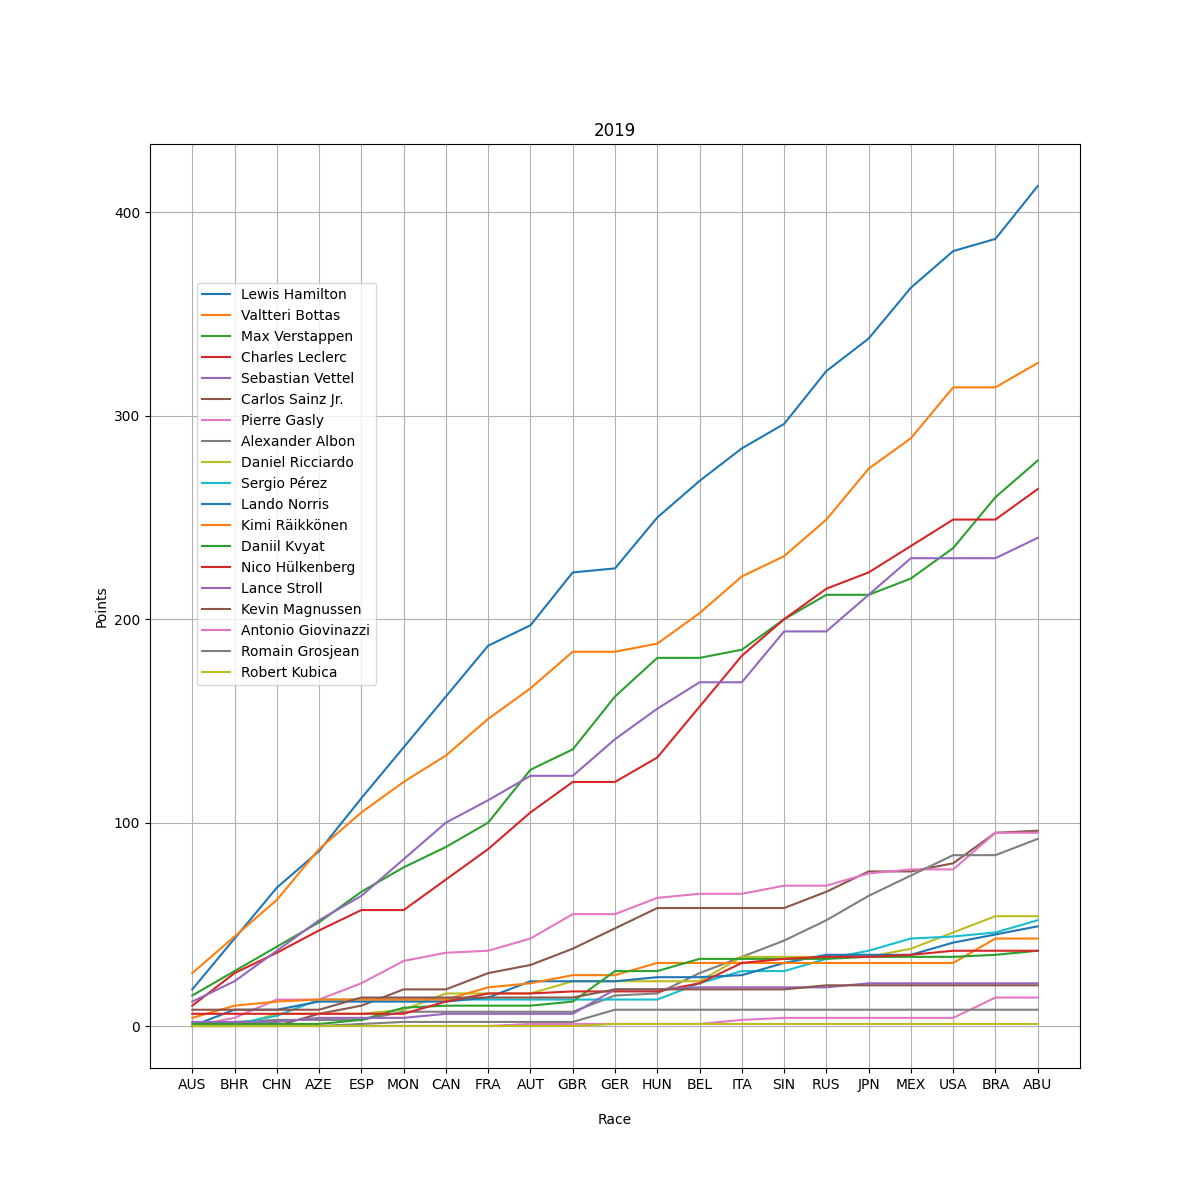 2019
400
300
200
100
0
Points
Lewis Hamilton
Valtteri Bottas
Max Verstappen
Charles Leclerc
Sebastian Vettel
Carlos Sainz Jr.
Pierre Gasly
Alexander Albon
Daniel Ricciardo
Sergio Pérez
Lando Norris
Kimi Räikkönen
Daniil Kvyat
Nico Hülkenberg
Lance Stroll
Kevin Magnussen
Antonio Giovinazzi
Romain Grosjean
Robert Kubica
AUS BHR CHN AZE ESP MON CAN FRA AUT GBR GER HUN BEL ITA SIN RUS JPN MEX USA BRA ABU
Race